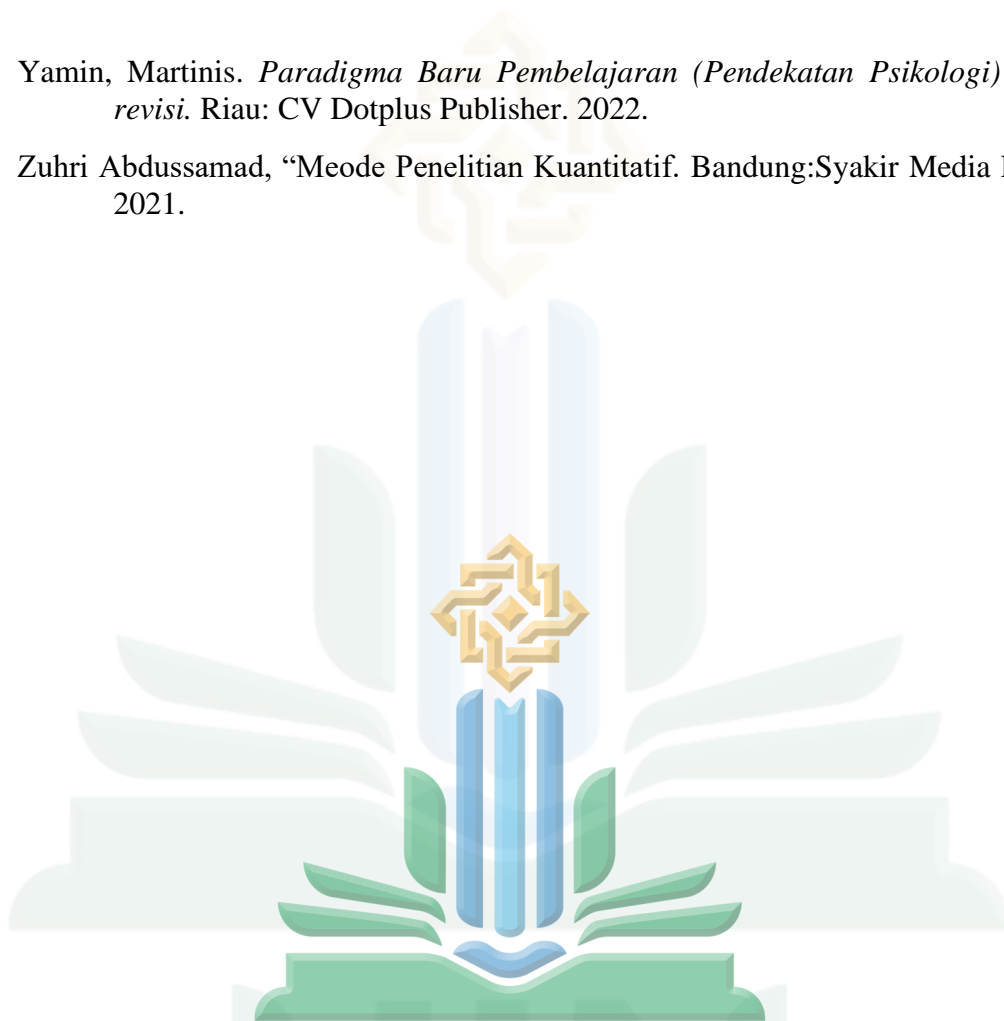 Yamin, Martinis. Paradigma Baru Pembelajaran (Pendekatan Psikologi)
revisi. Riau: CV Dotplus Publisher. 2022.
Zuhri Abdussamad, “Meode Penelitian Kuantitatif. Bandung:Syakir Media
2021.